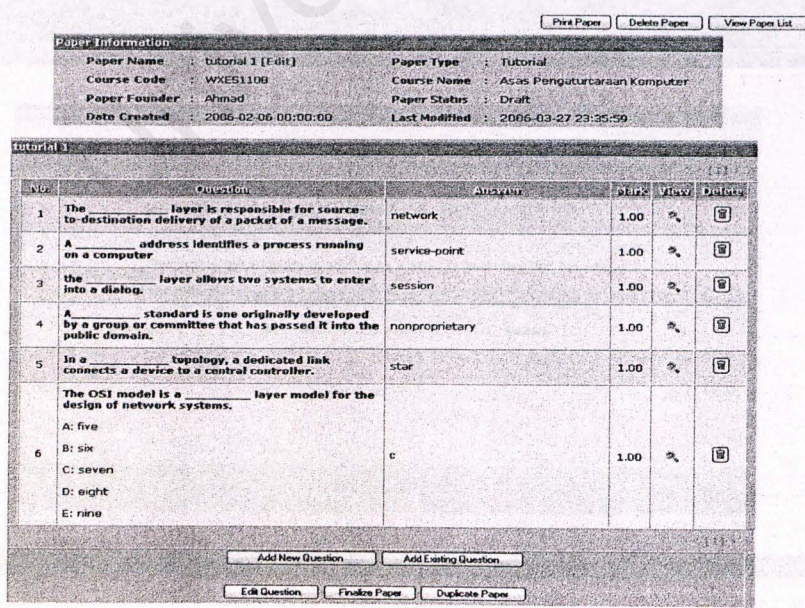 Print Paper Delete Paper View Paper List
Paper Information
Paper Name : tutorial 1 [Edit] Paper Type : Tutorial
Course Code : WXES1108 Course Name : Asas Pengaturcaraan Komputer
Paper Founder : Ahmad Paper Status : Draft
Date Created : 2006-02-06 00:00:00 Last Modified : 2006-03-27 23:35:59
tutorial 1
[1]
No. Question Answer Mark View Delete
1 The __________ layer is responsible for source-
to-destination delivery of a packet of a message. network 1.00
2 A ________ address identifies a process running
on a computer service-point 1.00
3 the __________ layer allows two systems to enter
into a dialog. session 1.00
4 A__________ standard is one originally developed
by a group or committee that has passed it into the
public domain. nonproprietary 1.00
5 In a ____________ topology, a dedicated link
connects a device to a central controller. star 1.00
The OSI model is a __________ layer model for the
design of network systems.
A: five
6 B: six c 1.00
C: seven
D: eight
E: nine
[1]
Add New Question Add Existing Question
Edit Question Finalize Paper Duplicate Paper